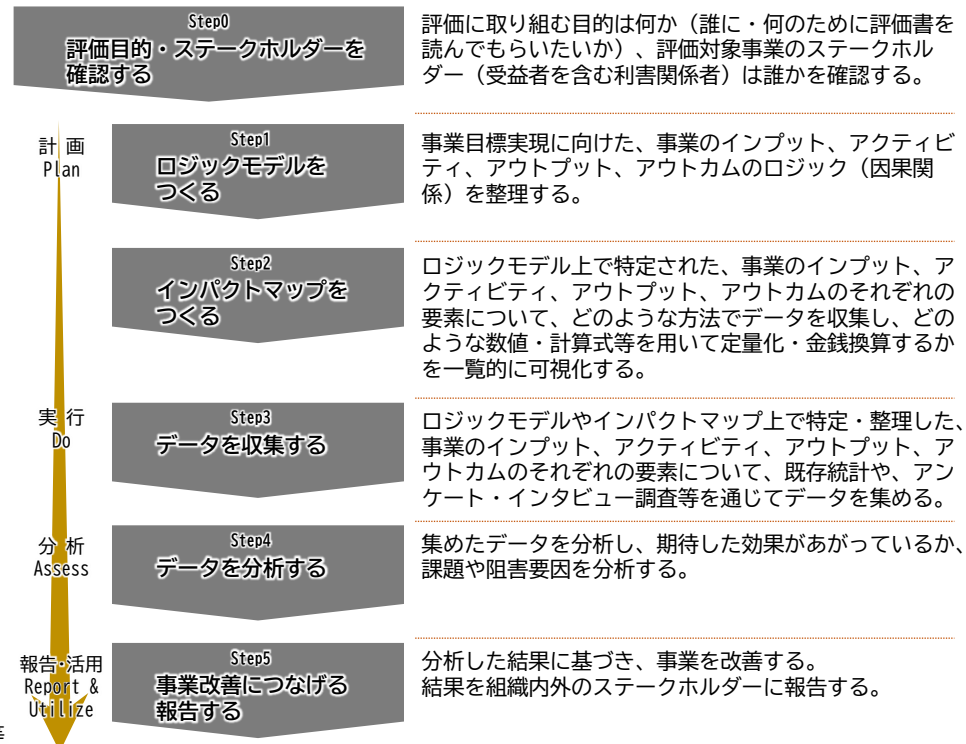 Step0
評価目的・ステークホルダーを
確認する
評価に取り組む目的は何か（誰に・何のために評価書を
読んでもらいたいか）、評価対象事業のステークホル
ダー（受益者を含む利害関係者）は誰かを確認する。
計 画
Plan
Step1
ロジックモデルを
つくる
事業目標実現に向けた、事業のインプット、アクティビ
ティ、アウトプット、アウトカムのロジック（因果関
係）を整理する。
Step2
インパクトマップを
つくる
ロジックモデル上で特定された、事業のインプット、ア
クティビティ、アウトプット、アウトカムのそれぞれの
要素について、どのような方法でデータを収集し、どの
ような数値・計算式等を用いて定量化・金銭換算するか
を一覧的に可視化する。
実 行
Do
Step3
データを収集する
ロジックモデルやインパクトマップ上で特定・整理した、
事業のインプット、アクティビティ、アウトプット、ア
ウトカムのそれぞれの要素について、既存統計や、アン
ケート・インタビュー調査等を通じてデータを集める。
分 析
Assess
Step4
データを分析する
集めたデータを分析し、期待した効果があがっているか、
課題や阻害要因を分析する。
報告・活用
Report &
Utilize
Step5
事業改善につなげる
報告する
分析した結果に基づき、事業を改善する。
結果を組織内外のステークホルダーに報告する。